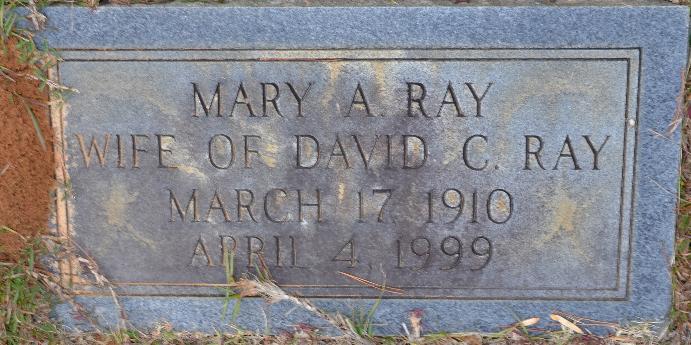 MARY A. RAY
WIFE OF DAVID C. RAY
MARCH 17, 1910
APRIL 4, 1999